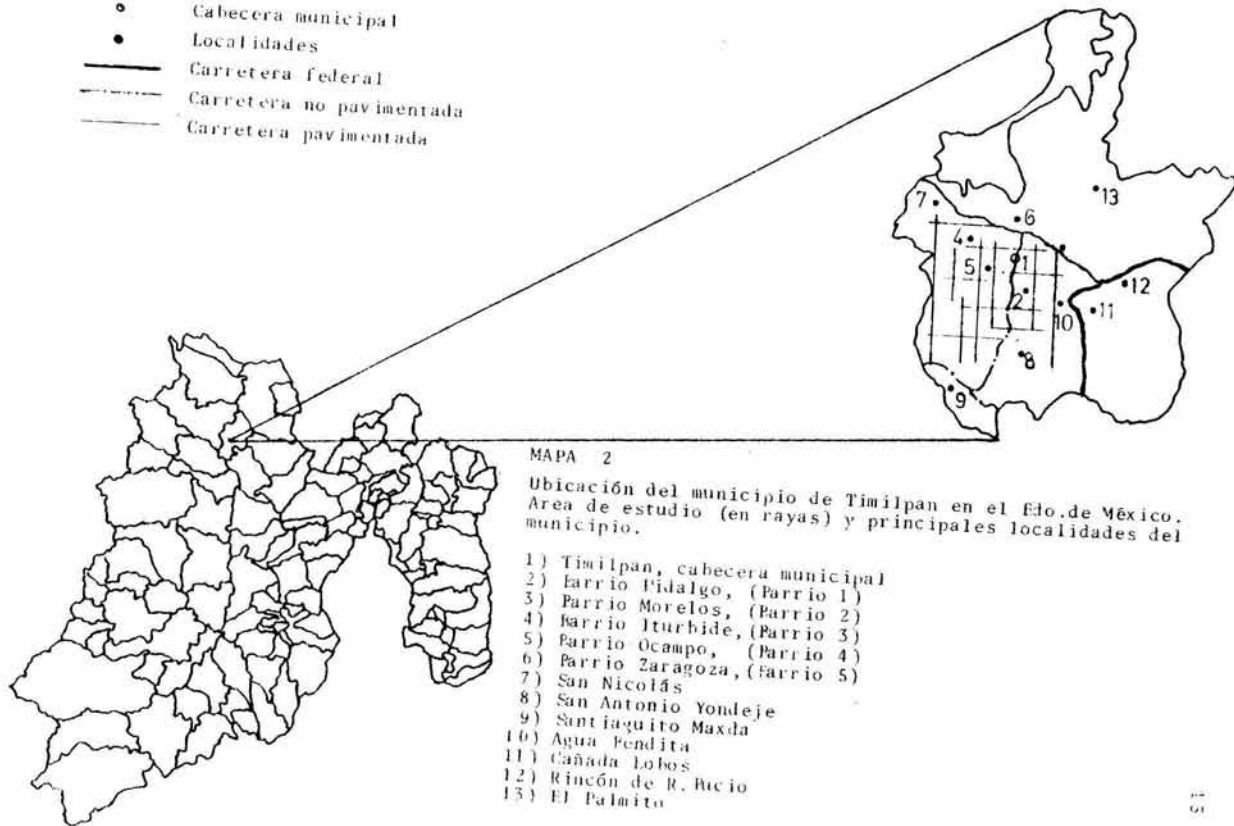 Cabecera municipal
Localidades
Carretera federal
Carretera no pavimentada
Carretera pavimentada
13
7
6
4
1
5
12
2
10
11
8
9
MAPA 2
Ubicación del municipio de Timilpan en el Edo.de México.
Area de estudio (en rayas) y principales localidades del
municipio.
1) Timilpan, cabecera municipal
2) Barrio Hidalgo, (Barrio 1)
3) Barrio Morelos, (Barrio 2)
4) Barrio Iturbide, (Barrio 3)
5) Barrio Ocampo, (Barrio 4)
6) Barrio Zaragoza, (Barrio 5)
7) San Nicolás
8) San Antonio Yondeje
9) Santiaguito Maxda
10) Agua Bendita
11) Cañada Lobos
12) Rincón de R. Bucio
13) El Palmito